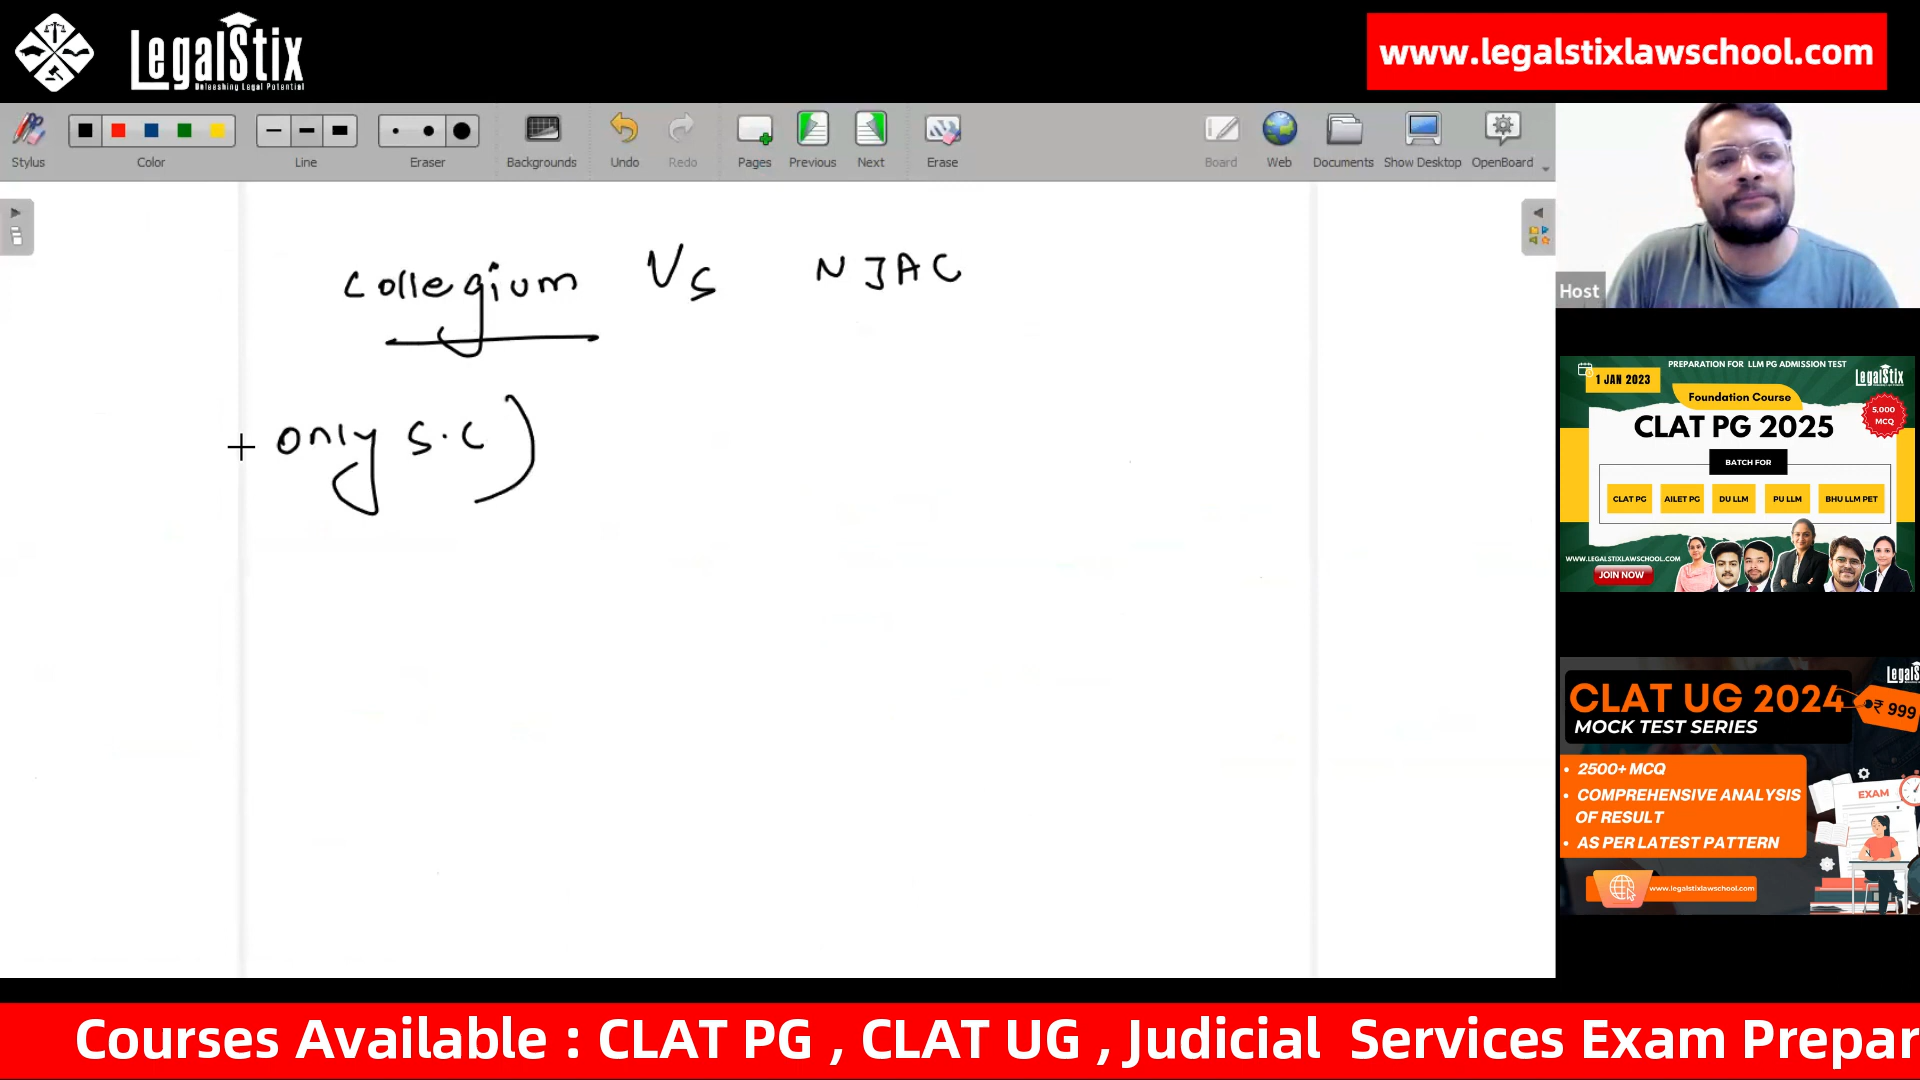 LegalStix
Unleashing Legal Potential
www.legalstixlawschool.com
Stylus
Color
Line
Eraser
Backgrounds
Undo
Redo
Pages
Previous
Next
Erase
Board
Web
Documents
Show Desktop
OpenBoard
Collegium Vs NJAC
only S.C)
Host
PREPARATION FOR LLM PG ADMISSION TEST
1 JAN 2023
LegalStix
Foundation Course
5,000
MCQ
CLAT PG 2025
BATCH FOR
CLAT PG
AILET PG
DU LLM
PU LLM
BHU LLM PET
WWW.LEGALSTIXLAWSCHOOL.COM
JOIN NOW
LegalS
CLAT UG 2024
₹ 999
MOCK TEST SERIES
• 2500+ MCQ
• COMPREHENSIVE ANALYSIS
OF RESULT
• AS PER LATEST PATTERN
EXAM
www.legalstixlawschool.com
Courses Available : CLAT PG , CLAT UG , Judicial Services Exam Prepar